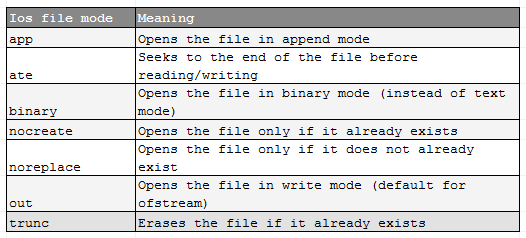 Ios file mode Meaning
app Opens the file in append mode
Seeks to the end of the file before
ate reading/writing
Opens the file in binary mode (instead of text
binary mode)
nocreate Opens the file only if it already exists
Opens the file only if it does not already
noreplace exist
Opens the file in write mode (default for
out ofstream)
trunc Erases the file if it already exists